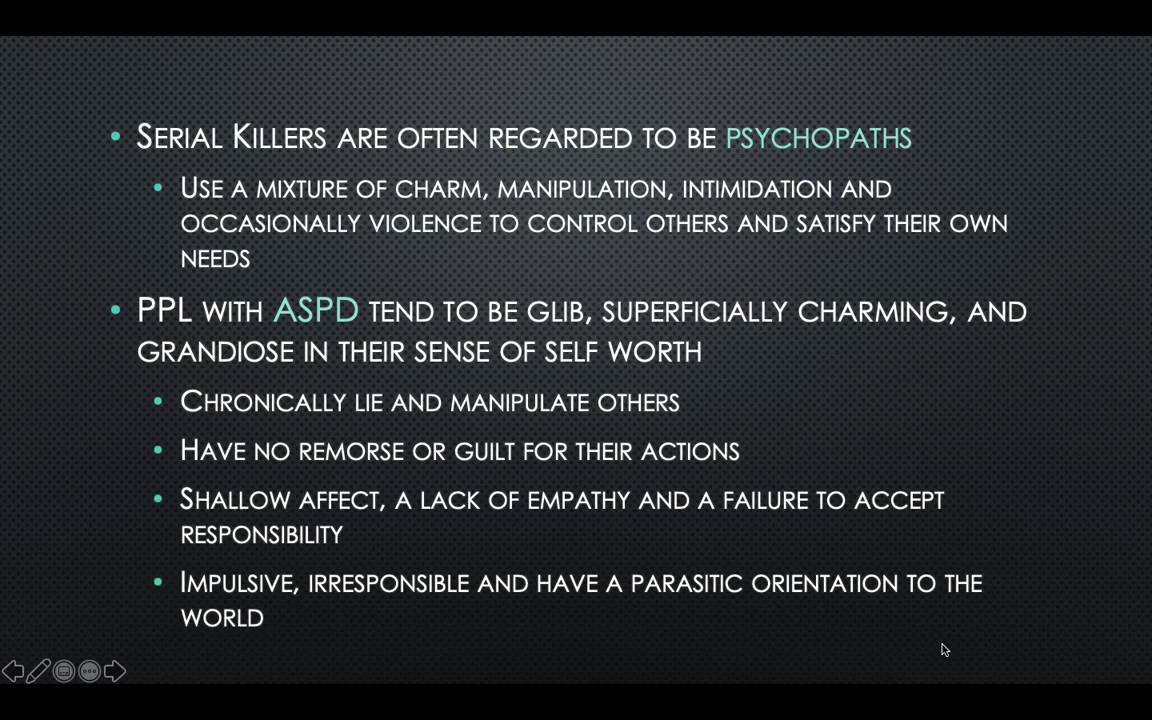 • Serial Killers are often regarded to be psychopaths
• Use a mixture of charm, manipulation, intimidation and
occasionally violence to control others and satisfy their own
needs
• PPL with ASPD tend to be glib, superficially charming, and
grandiose in their sense of self worth
• Chronically lie and manipulate others
• Have no remorse or guilt for their actions
• Shallow affect, a lack of empathy and a failure to accept
responsibility
• Impulsive, irresponsible and have a parasitic orientation to the
world